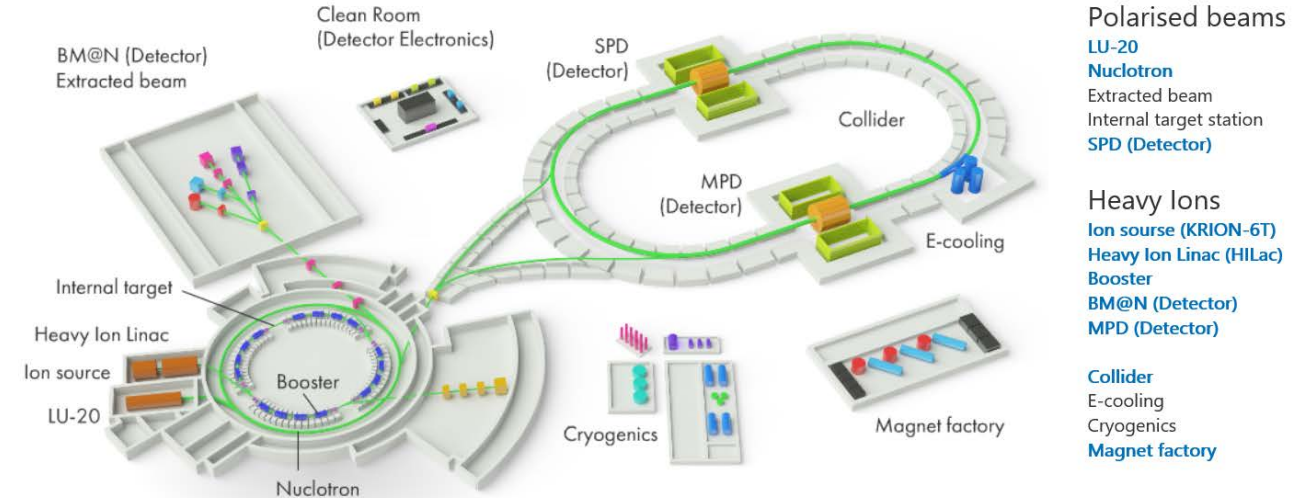 Clean Room
(Detector Electronics)
BM@N (Detector)
Extracted beam
SPD
(Detector)
Collider
MPD
(Detector)
E-cooling
Internal target
Heavy Ion Linac
Ion source
LU-20
Booster
Nuclotron
Cryogenics
Magnet factory
Polarised beams
LU-20
Nuclotron
Extracted beam
Internal target station
SPD (Detector)
Heavy Ions
Ion sourse (KRION-6T)
Heavy Ion Linac (HILac)
Booster
BM@N (Detector)
MPD (Detector)
Collider
E-cooling
Cryogenics
Magnet factory